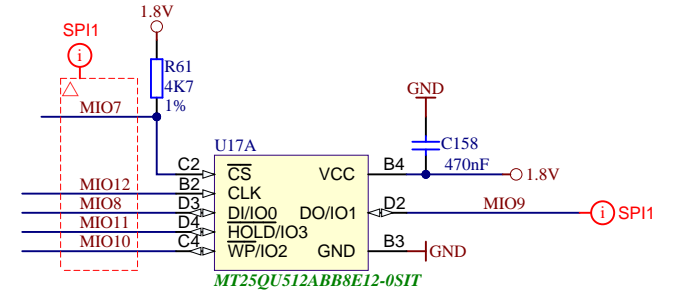 1.8V
SPI1
i
R61
4K7
1%
MIO7
GND
C158
470nF
U17A
C2
CS
VCC
B4
1.8V
MIO12
B2
CLK
MIO8
D3
DI/IO0
DO/IO1
D2
MIO9
i
SPI1
MIO11
D4
HOLD/IO3
MIO10
C4
WP/IO2
GND
B3
GND
MT25QU512ABB8E12-0SIT